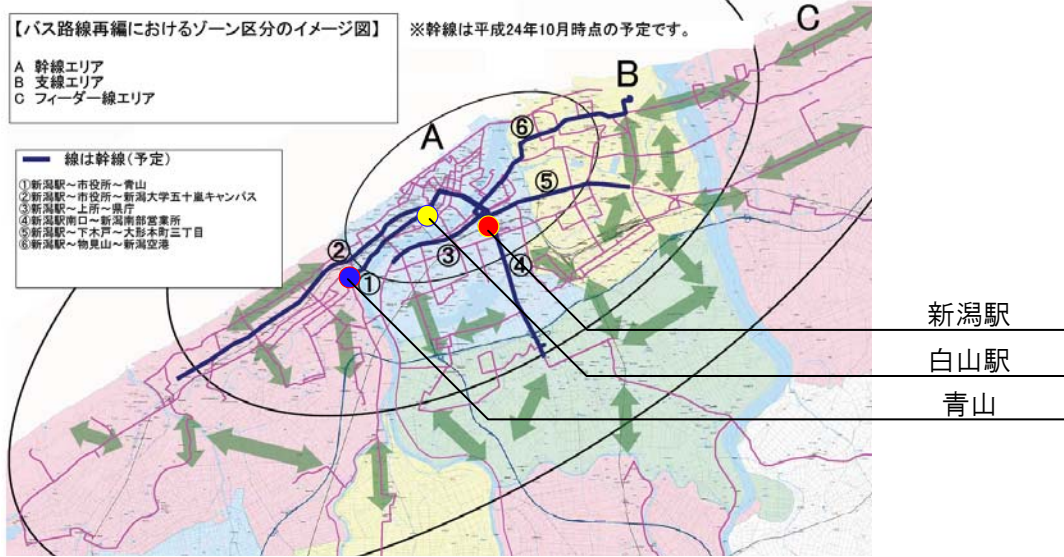 【バス路線再編におけるゾーン区分のイメージ図】
※幹線は平成24年10月時点の予定です。
A 幹線エリア
B 支線エリア
C フィーダー線エリア
線は幹線(予定)
①新潟駅～市役所～青山
②新潟駅～市役所～新潟大学五十嵐キャンパス
③新潟駅～上所～県庁
④新潟駅南口～新潟南部営業所
⑤新潟駅～下木戸～大形本町三丁目
⑥新潟駅～物見山～新潟空港
C
B
A
⑥
⑤
②
③
④
①
新潟駅
白山駅
青山